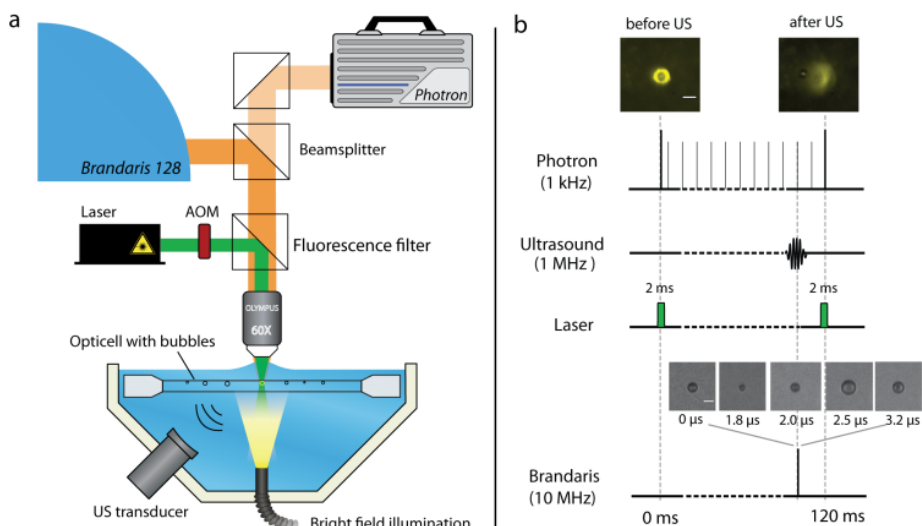 a
Photron
Brandaris 128
Beamsplitter
Laser
AOM
Fluorescence filter
OLYMPUS
60X
Opticell with bubbles
US transducer
Bright field illumination
b
before US
after US
Photron
(1 kHz)
Ultrasound
(1 MHz )
2 ms
2 ms
Laser
0 µs
1.8 µs
2.0 µs
2.5 µs
3.2 µs
Brandaris
(10 MHz)
0 ms
120 ms